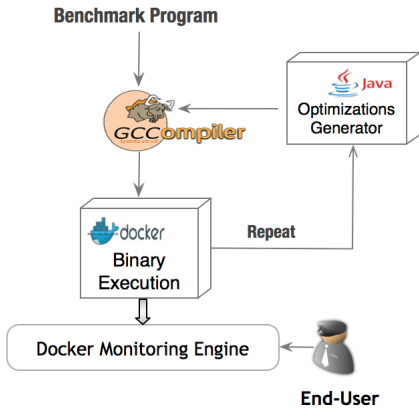 Benchmark Program
Java
Optimizations
Generator
GCCompiler
docker
Binary
Execution
Repeat
Docker Monitoring Engine
End-User